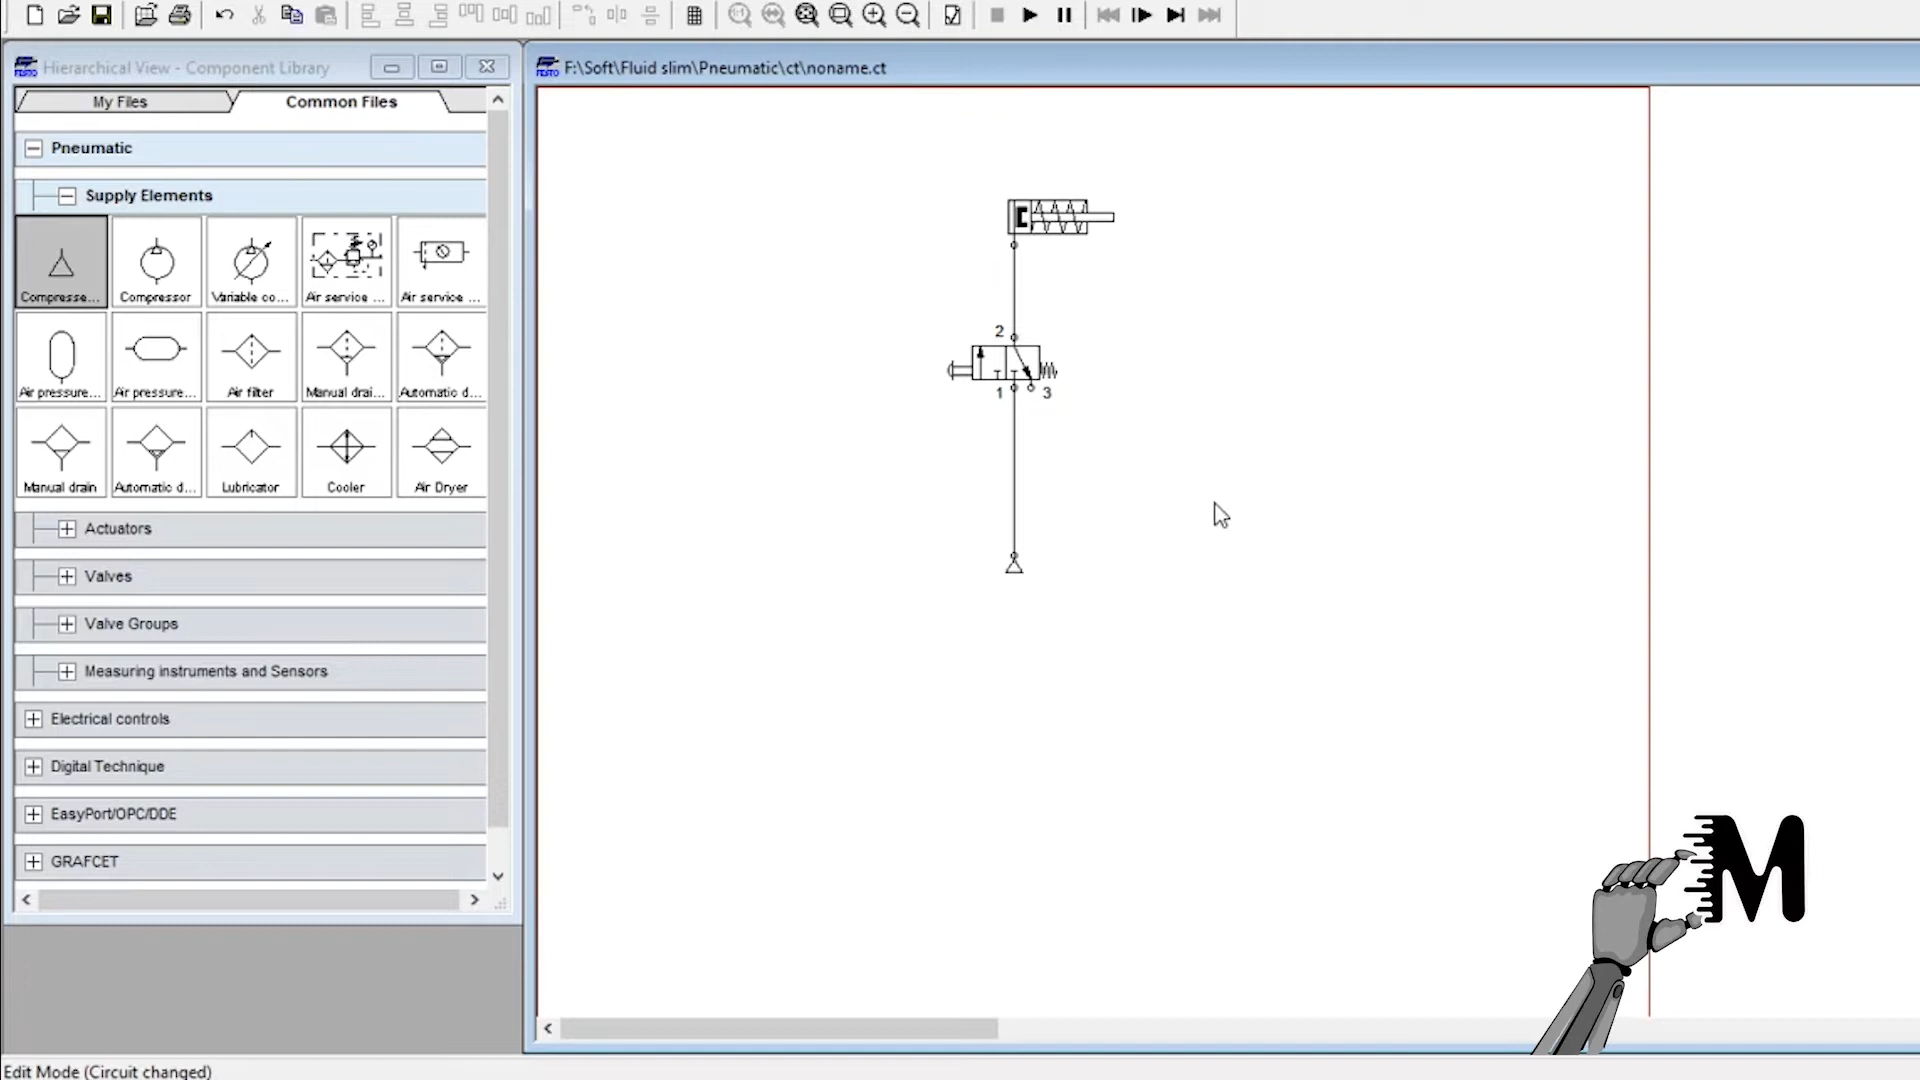 Hierarchical View - Component Library
F:\Soft\Fluid slim\Pneumatic\ct\noname.ct
My Files
Common Files
Pneumatic
Supply Elements
Compresse...
Compressor
Variable co...
Air service ...
Air service ...
Air pressure...
Air pressure...
Air filter
Manual drai...
Automatic d...
Manual drain
Automatic d...
Lubricator
Cooler
Air Dryer
Actuators
Valves
Valve Groups
Measuring instruments and Sensors
Electrical controls
Digital Technique
EasyPort/OPC/DDE
GRAFCET
2
1
3
M
Edit Mode (Circuit changed)